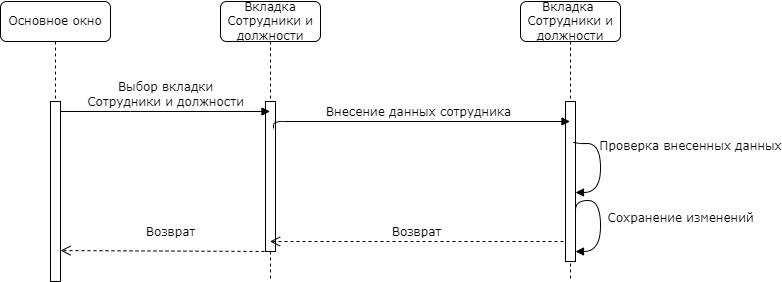 Основное окно
Вкладка
Сотрудники и
должности
Вкладка
Сотрудники и
должности
Выбор вкладки
Сотрудники и должности
Внесение данных сотрудника
Проверка внесенных данных
Сохранение изменений
Возврат
Возврат